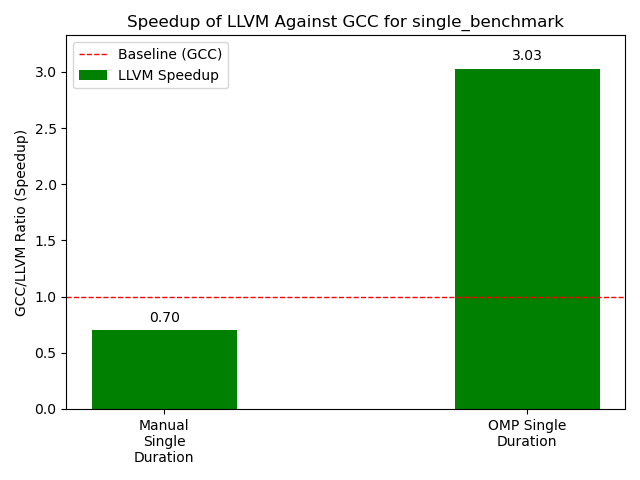 Speedup of LLVM Against GCC for single_benchmark
Baseline (GCC)
LLVM Speedup
GCC/LLVM Ratio (Speedup)
3.0
2.5
2.0
1.5
1.0
0.5
0.0
0.70
3.03
Manual
Single
Duration
OMP Single
Duration